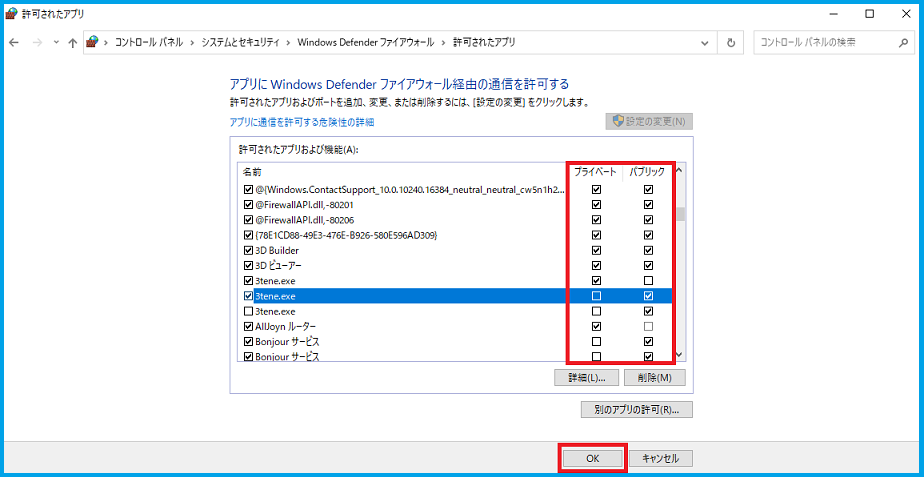 許可されたアプリ
コントロール パネル › システムとセキュリティ › Windows Defender ファイアウォール › 許可されたアプリ
コントロール パネルの検索
アプリに Windows Defender ファイアウォール経由の通信を許可する
許可されたアプリおよびポートを追加、変更、または削除するには、[設定の変更] をクリックします。
アプリに通信を許可する危険性の詳細
設定の変更(N)
許可されたアプリおよび機能(A):
名前 プライベート パブリック
@{Windows.ContactSupport_10.0.10240.16384_neutral_neutral_cw5n1h2...
@FirewallAPI.dll,-80201
@FirewallAPI.dll,-80206
{78E1CD88-49E3-476E-B926-580E596AD309}
3D Builder
3D ビューアー
3tene.exe
3tene.exe
3tene.exe
AllJoyn ルーター
Bonjour サービス
Bonjour サービス
詳細(L)... 削除(M)
別のアプリの許可(R)...
OK キャンセル